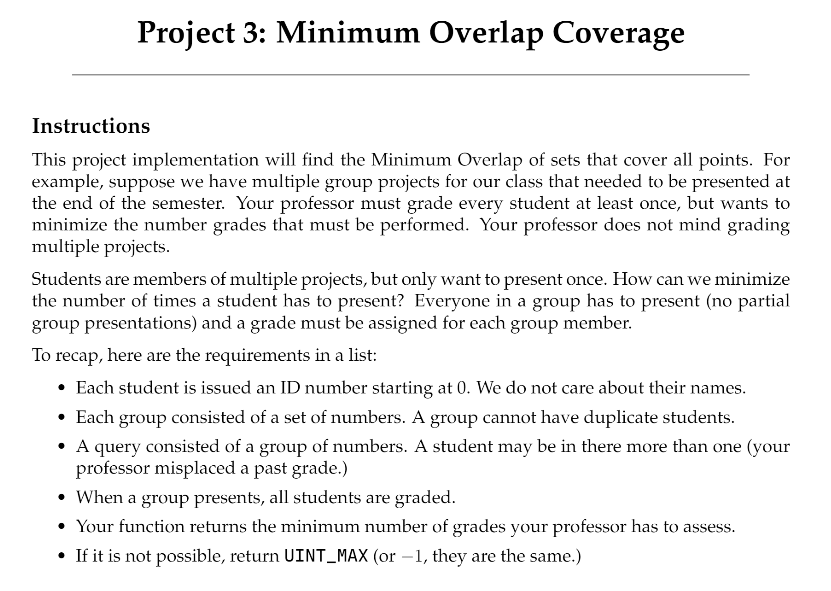 Project 3: Minimum Overlap Coverage
Instructions
This project implementation will find the Minimum Overlap of sets that cover all points. For
example, suppose we have multiple group projects for our class that needed to be presented at
the end of the semester. Your professor must grade every student at least once, but wants to
minimize the number grades that must be performed. Your professor does not mind grading
multiple projects.
Students are members of multiple projects, but only want to present once. How can we minimize
the number of times a student has to present? Everyone in a group has to present (no partial
group presentations) and a grade must be assigned for each group member.
To recap, here are the requirements in a list:
• Each student is issued an ID number starting at 0. We do not care about their names.
• Each group consisted of a set of numbers. A group cannot have duplicate students.
• A query consisted of a group of numbers. A student may be in there more than one (your
professor misplaced a past grade.)
• When a group presents, all students are graded.
• Your function returns the minimum number of grades your professor has to assess.
• If it is not possible, return UINT_MAX (or −1, they are the same.)